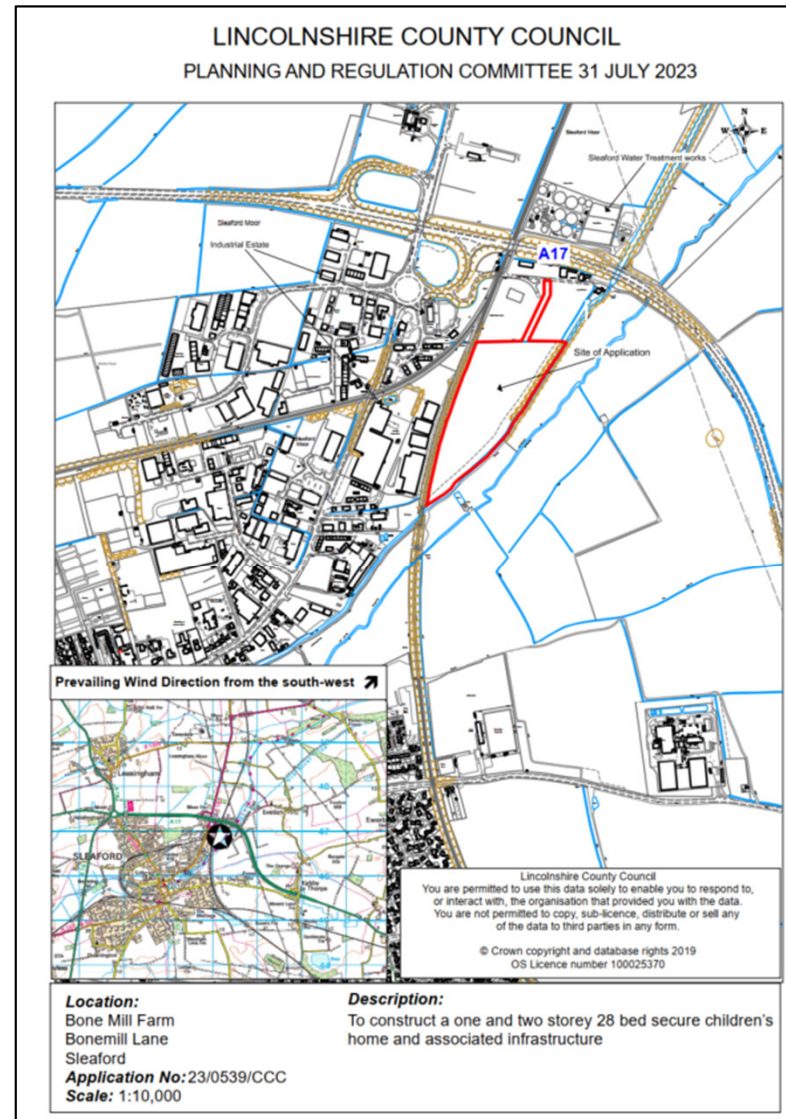 LINCOLNSHIRE COUNTY COUNCIL
PLANNING AND REGULATION COMMITTEE 31 JULY 2023
N
W E
S
Sleaford Moor
Sleaford Water Treatment works
Sleaford Moor
Industrial Estate
A17
Site of Application
Sleaford
Moor
Prevailing Wind Direction from the south-west
Leasingham
A 17
SLEAFORD
Lincolnshire County Council
You are permitted to use this data solely to enable you to respond to,
or interact with, the organisation that provided you with the data.
You are not permitted to copy, sub-licence, distribute or sell any
of the data to third parties in any form.
© Crown copyright and database rights 2019
OS Licence number 100025370
Location:
Bone Mill Farm
Bonemill Lane
Sleaford
Application No: 23/0539/CCC
Scale: 1:10,000
Description:
To construct a one and two storey 28 bed secure children's
home and associated infrastructure